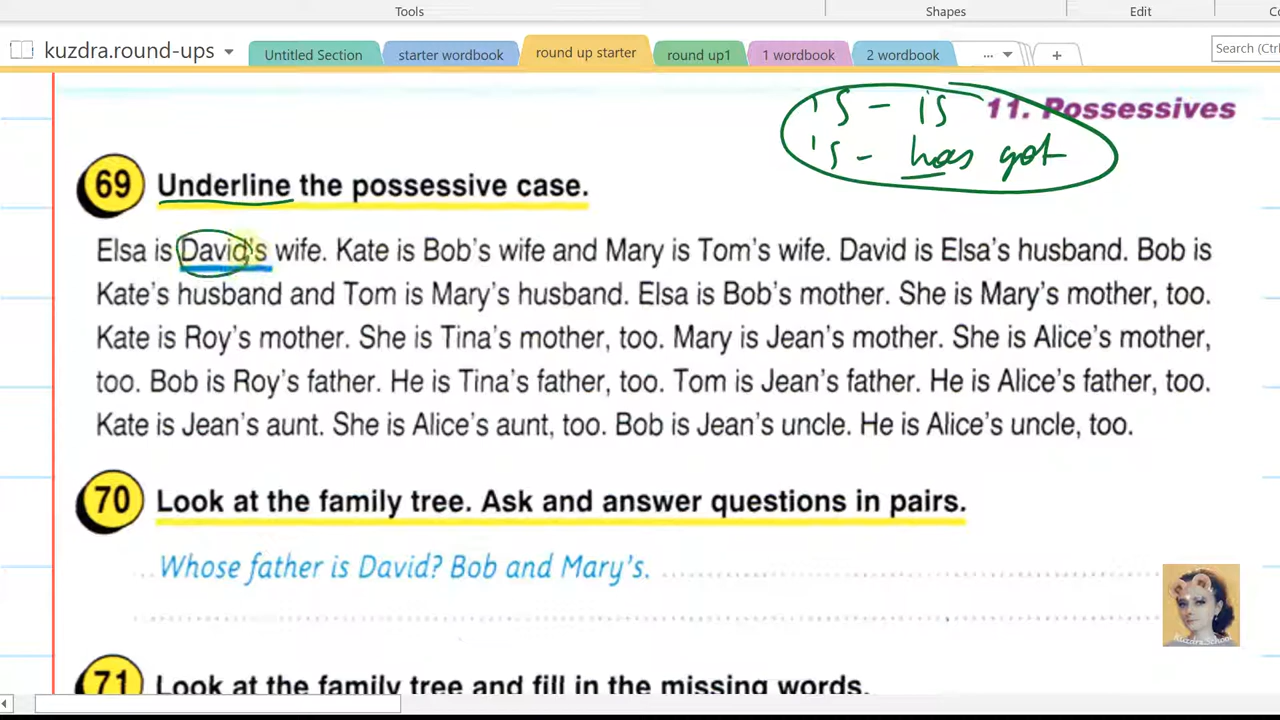 Tools Shapes Edit
kuzdra.round-ups Untitled Section starter wordbook round up starter round up1 1 wordbook 2 wordbook ... + Search (Ctrl
's - is 11. Possessives
's - has got
69 Underline the possessive case.
Elsa is David's wife. Kate is Bob's wife and Mary is Tom's wife. David is Elsa's husband. Bob is
Kate's husband and Tom is Mary's husband. Elsa is Bob's mother. She is Mary's mother, too.
Kate is Roy's mother. She is Tina's mother, too. Mary is Jean's mother. She is Alice's mother,
too. Bob is Roy's father. He is Tina's father, too. Tom is Jean's father. He is Alice's father, too.
Kate is Jean's aunt. She is Alice's aunt, too. Bob is Jean's uncle. He is Alice's uncle, too.
70 Look at the family tree. Ask and answer questions in pairs.
Whose father is David? Bob and Mary's.
Kuzdra.School
71 Look at the family tree and fill in the missing words.